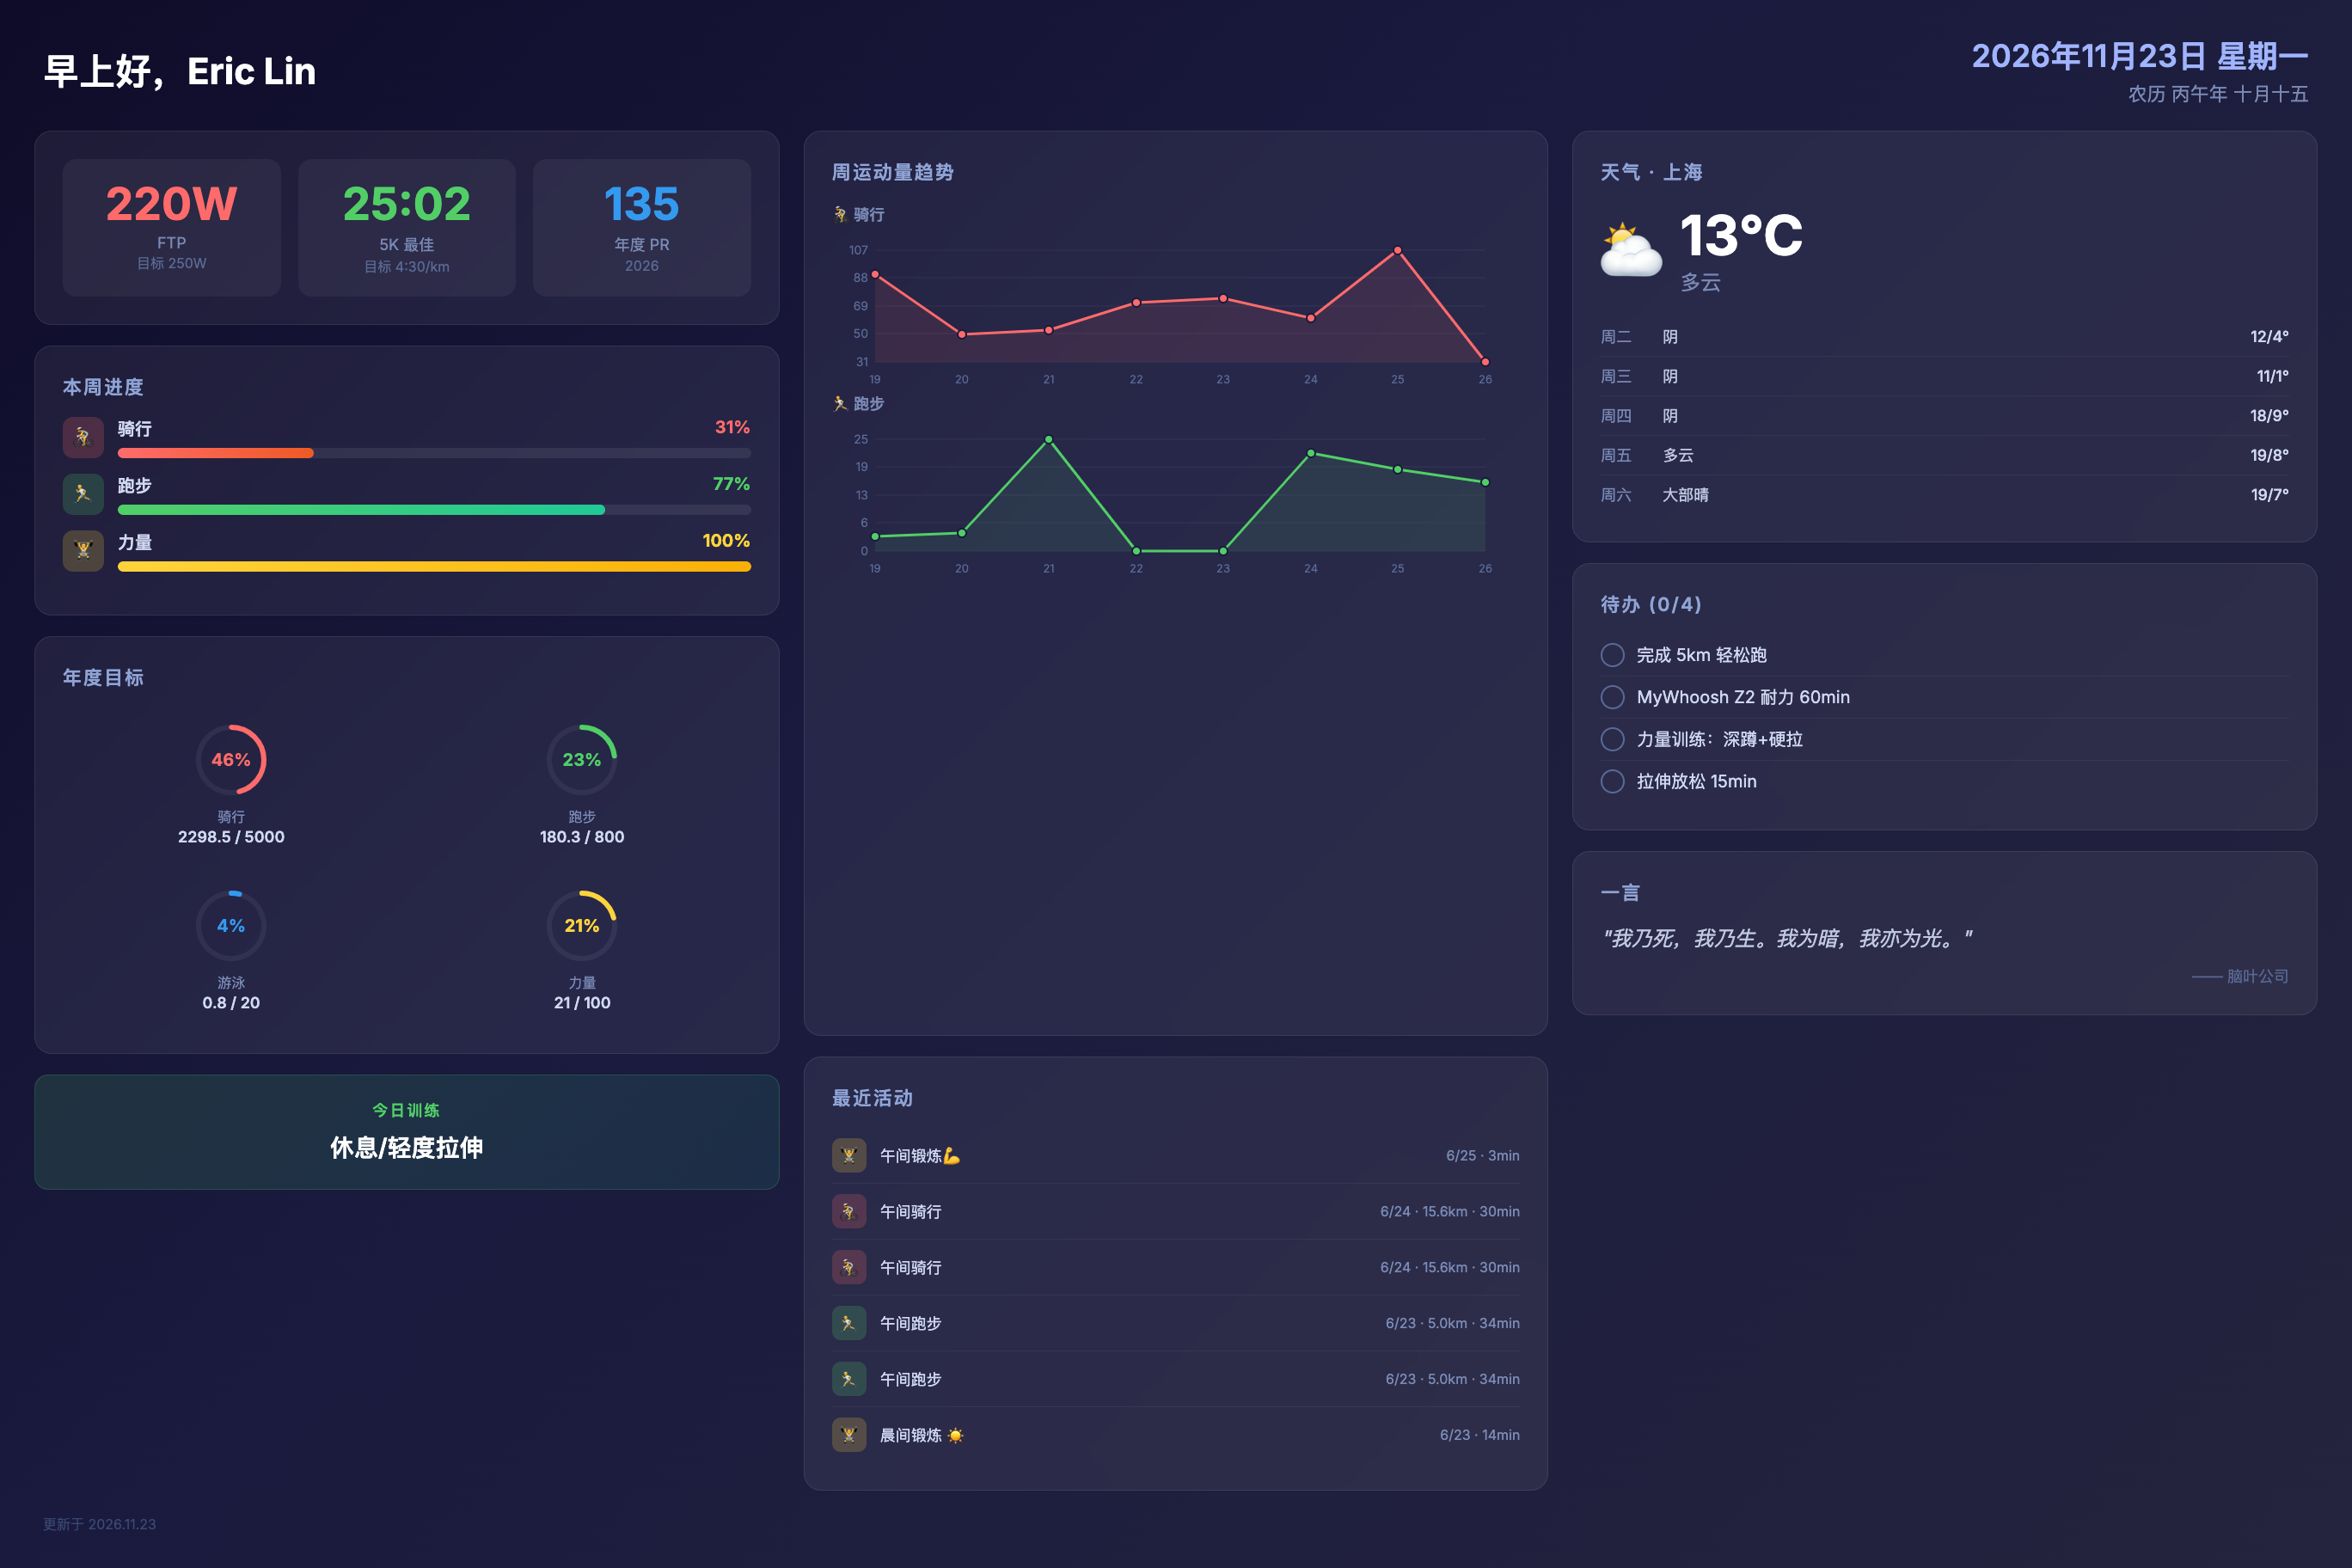 早上好，Eric Lin
2026年11月23日 星期一
农历 丙午年 十月十五
220W
FTP
目标 250W
25:02
5K 最佳
目标 4:30/km
135
年度 PR
2026
本周进度
骑行 31%
跑步 77%
力量 100%
年度目标
46%
骑行
2298.5 / 5000
23%
跑步
180.3 / 800
4%
游泳
0.8 / 20
21%
力量
21 / 100
今日训练
休息/轻度拉伸
周运动量趋势
骑行
107
88
69
50
31
19 20 21 22 23 24 25 26
跑步
25
19
13
6
0
19 20 21 22 23 24 25 26
最近活动
午间锻炼💪 6/25 · 3min
午间骑行 6/24 · 15.6km · 30min
午间骑行 6/24 · 15.6km · 30min
午间跑步 6/23 · 5.0km · 34min
午间跑步 6/23 · 5.0km · 34min
晨间锻炼 ☀️ 6/23 · 14min
天气 · 上海
13°C
多云
周二 阴 12/4°
周三 阴 11/1°
周四 阴 18/9°
周五 多云 19/8°
周六 大部晴 19/7°
待办 (0/4)
完成 5km 轻松跑
MyWhoosh Z2 耐力 60min
力量训练：深蹲+硬拉
拉伸放松 15min
一言
"我乃死，我乃生。我为暗，我亦为光。"
—— 脑叶公司
更新于 2026.11.23